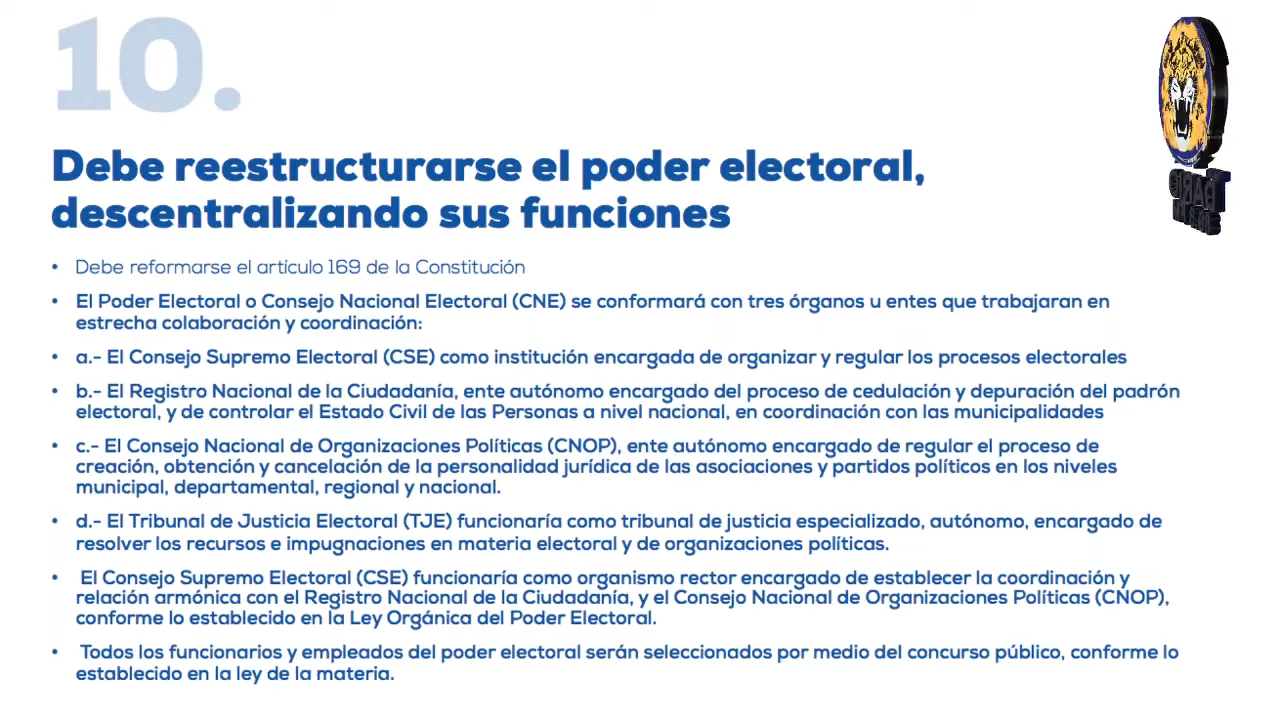 10.
Debe reestructurarse el poder electoral,
descentralizando sus funciones
• Debe reformarse el artículo 169 de la Constitución
• El Poder Electoral o Consejo Nacional Electoral (CNE) se conformará con tres órganos u entes que trabajaran en
estrecha colaboración y coordinación:
• a.- El Consejo Supremo Electoral (CSE) como institución encargada de organizar y regular los procesos electorales
• b.- El Registro Nacional de la Ciudadanía, ente autónomo encargado del proceso de cedulación y depuración del padrón
electoral, y de controlar el Estado Civil de las Personas a nivel nacional, en coordinación con las municipalidades
• c.- El Consejo Nacional de Organizaciones Políticas (CNOP), ente autónomo encargado de regular el proceso de
creación, obtención y cancelación de la personalidad jurídica de las asociaciones y partidos políticos en los niveles
municipal, departamental, regional y nacional.
• d.- El Tribunal de Justicia Electoral (TJE) funcionaría como tribunal de justicia especializado, autónomo, encargado de
resolver los recursos e impugnaciones en materia electoral y de organizaciones políticas.
• El Consejo Supremo Electoral (CSE) funcionaría como organismo rector encargado de establecer la coordinación y
relación armónica con el Registro Nacional de la Ciudadanía, y el Consejo Nacional de Organizaciones Políticas (CNOP),
conforme lo establecido en la Ley Orgánica del Poder Electoral.
• Todos los funcionarios y empleados del poder electoral serán seleccionados por medio del concurso público, conforme lo
establecido en la ley de la materia.